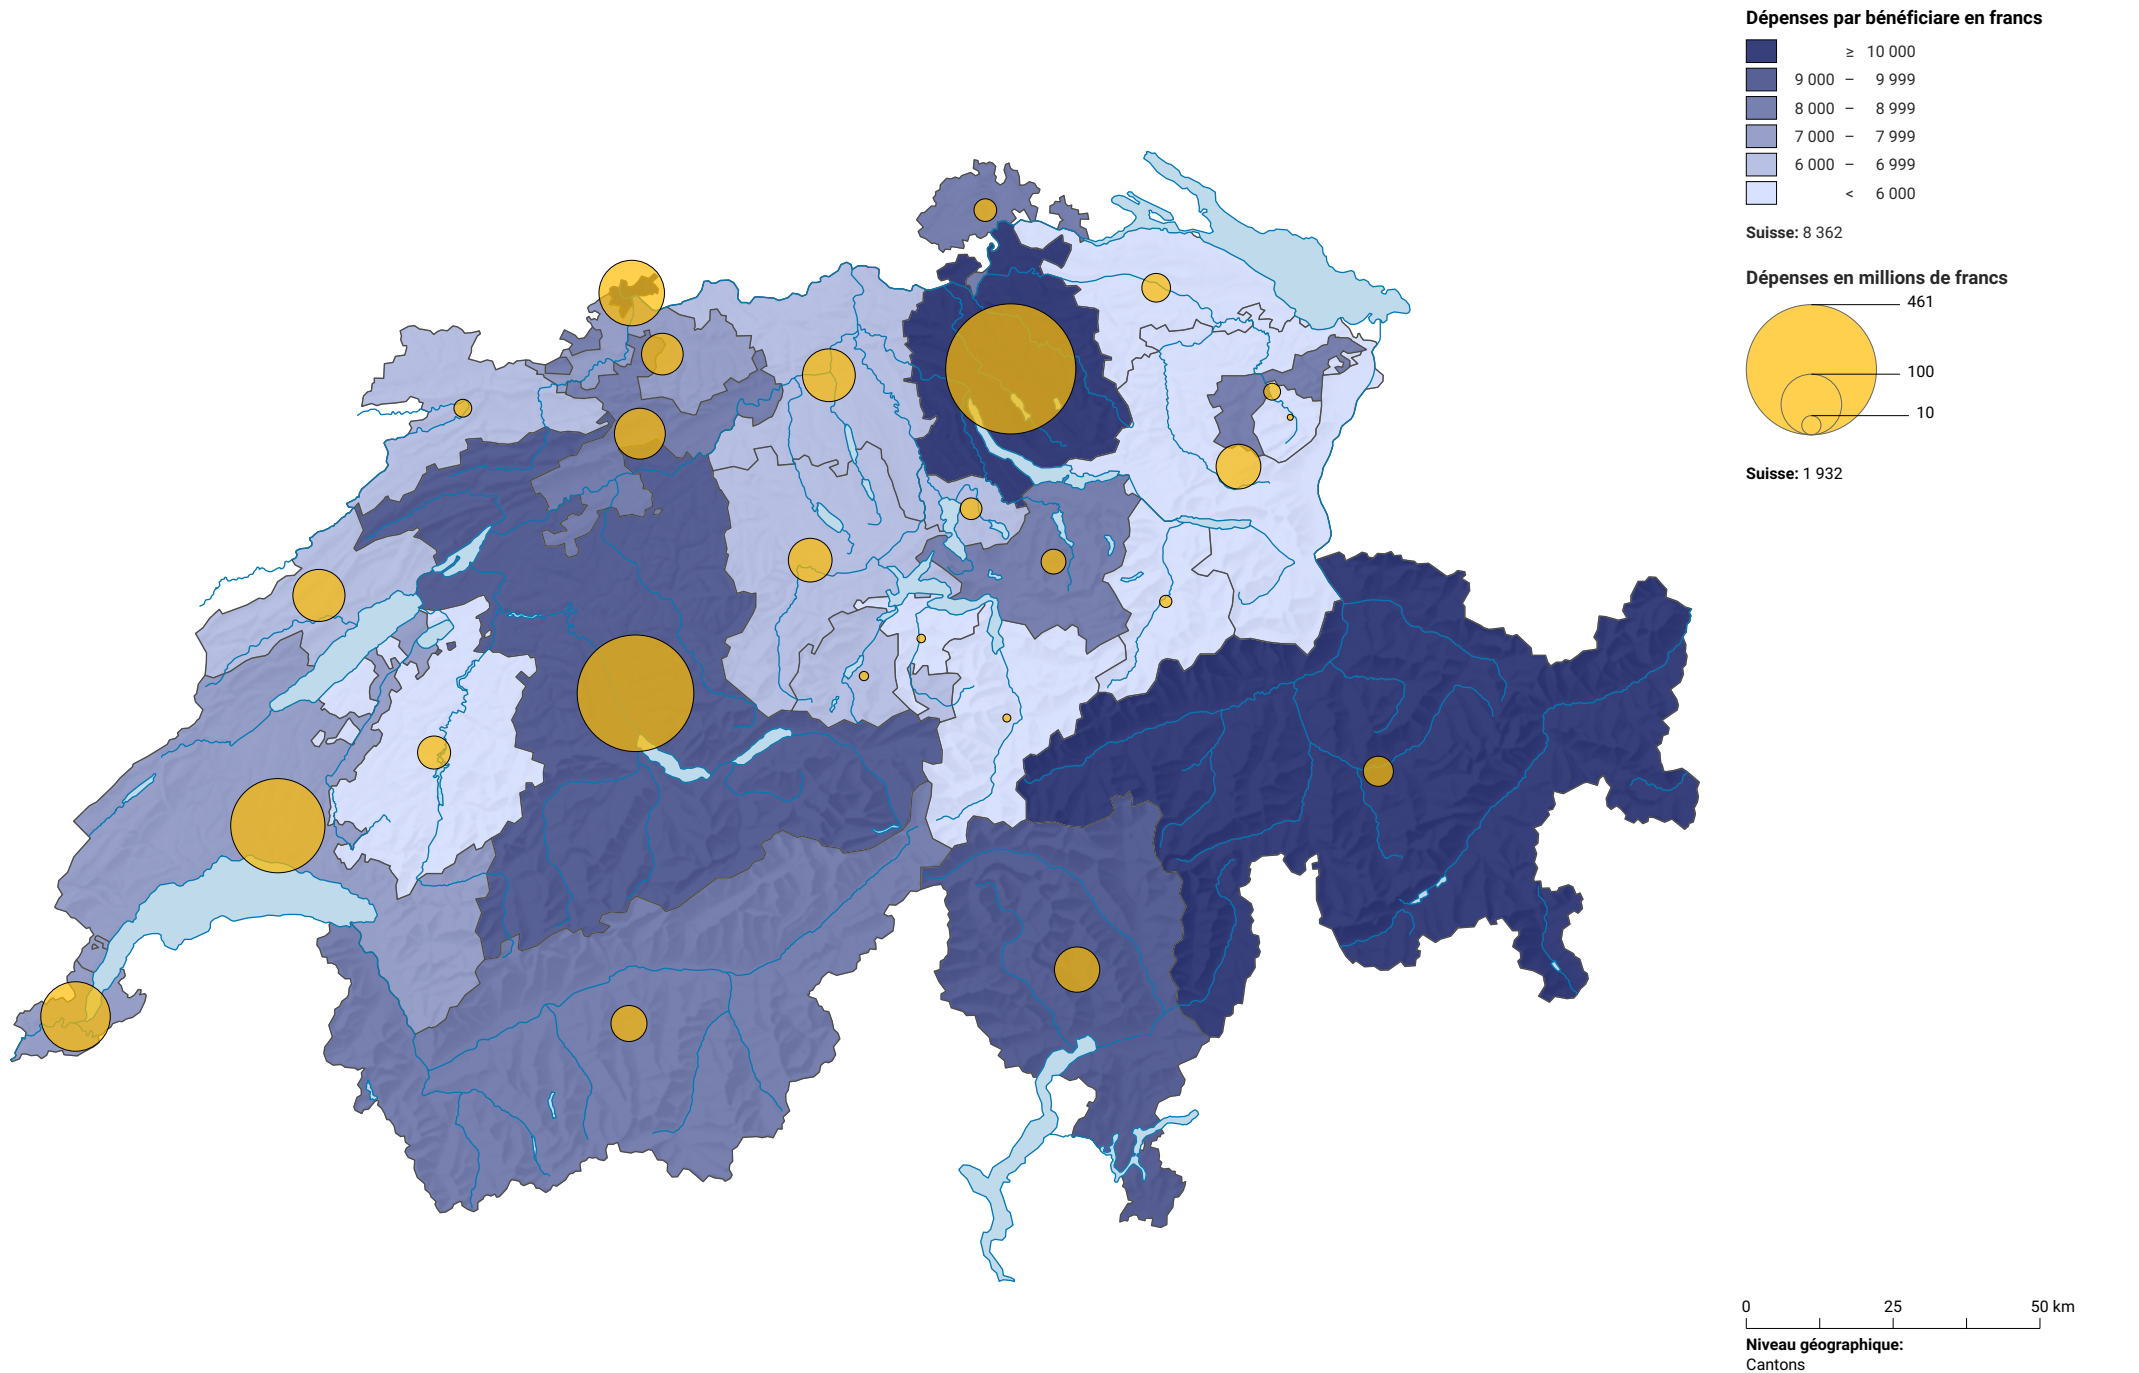 Dépenses par bénéficiare en francs
≥ 10 000
9 000 – 9 999
8 000 – 8 999
7 000 – 7 999
6 000 – 6 999
< 6 000
Suisse: 8 362
Dépenses en millions de francs
461
100
10
Suisse: 1 932
0 25 50 km
Niveau géographique:
Cantons